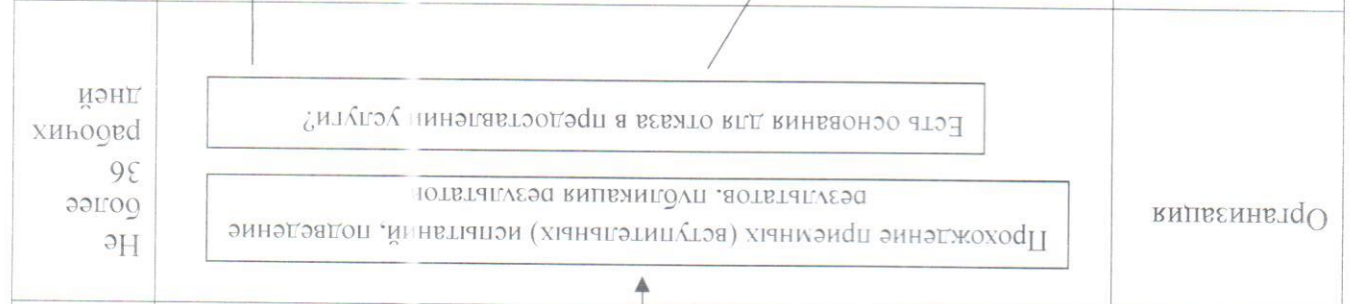 Организация
Прохождение приемных (вступительных) испытаний, подведение
результатов, публикация результатов
Есть основания для отказа в предоставлении услуги?
Не
более
36
рабочих
дней